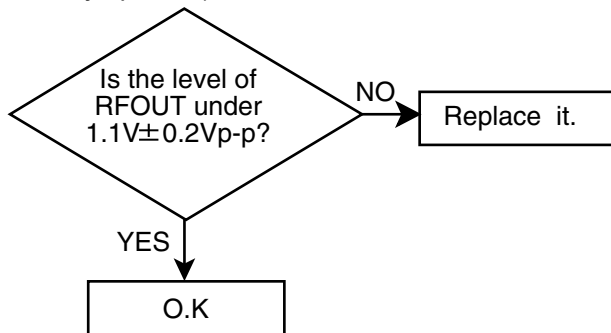 Is the level of
RFOUT under
1.1V±0.2Vp-p?
NO
Replace it.
YES
O.K